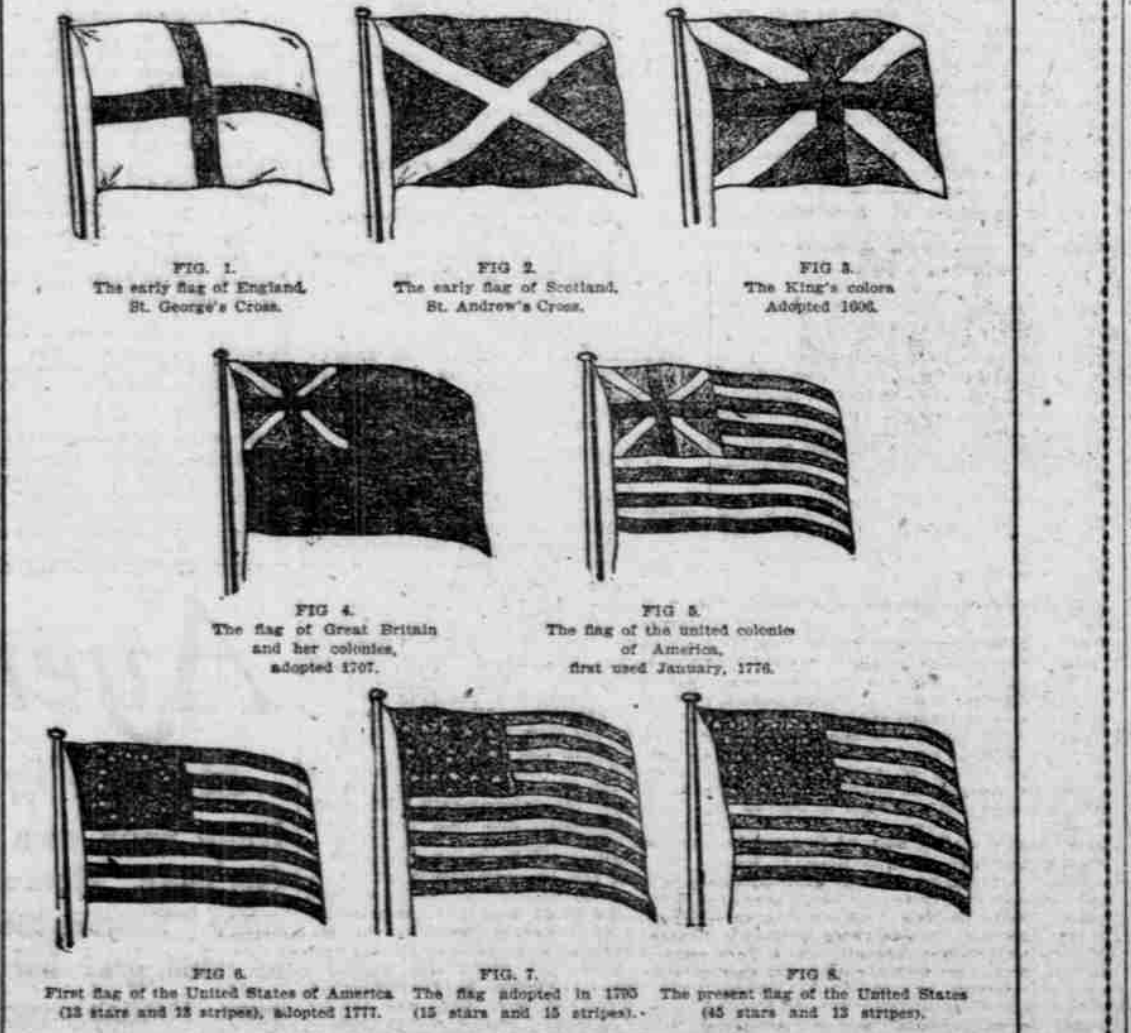 FIG. 1.
The early flag of England,
St. George's Cross.
FIG 2.
The early flag of Scotland,
St. Andrew's Cross.
FIG 3.
The King's colors
Adopted 1606.
FIG 4.
The flag of Great Britain
and her colonies,
adopted 1707.
FIG 5.
The flag of the united colonies
of America,
first used January, 1776.
FIG 6.
First flag of the United States of America
(13 stars and 13 stripes), adopted 1777.
FIG. 7.
The flag adopted in 1795
(15 stars and 15 stripes).
FIG 8.
The present flag of the United States
(45 stars and 13 stripes).